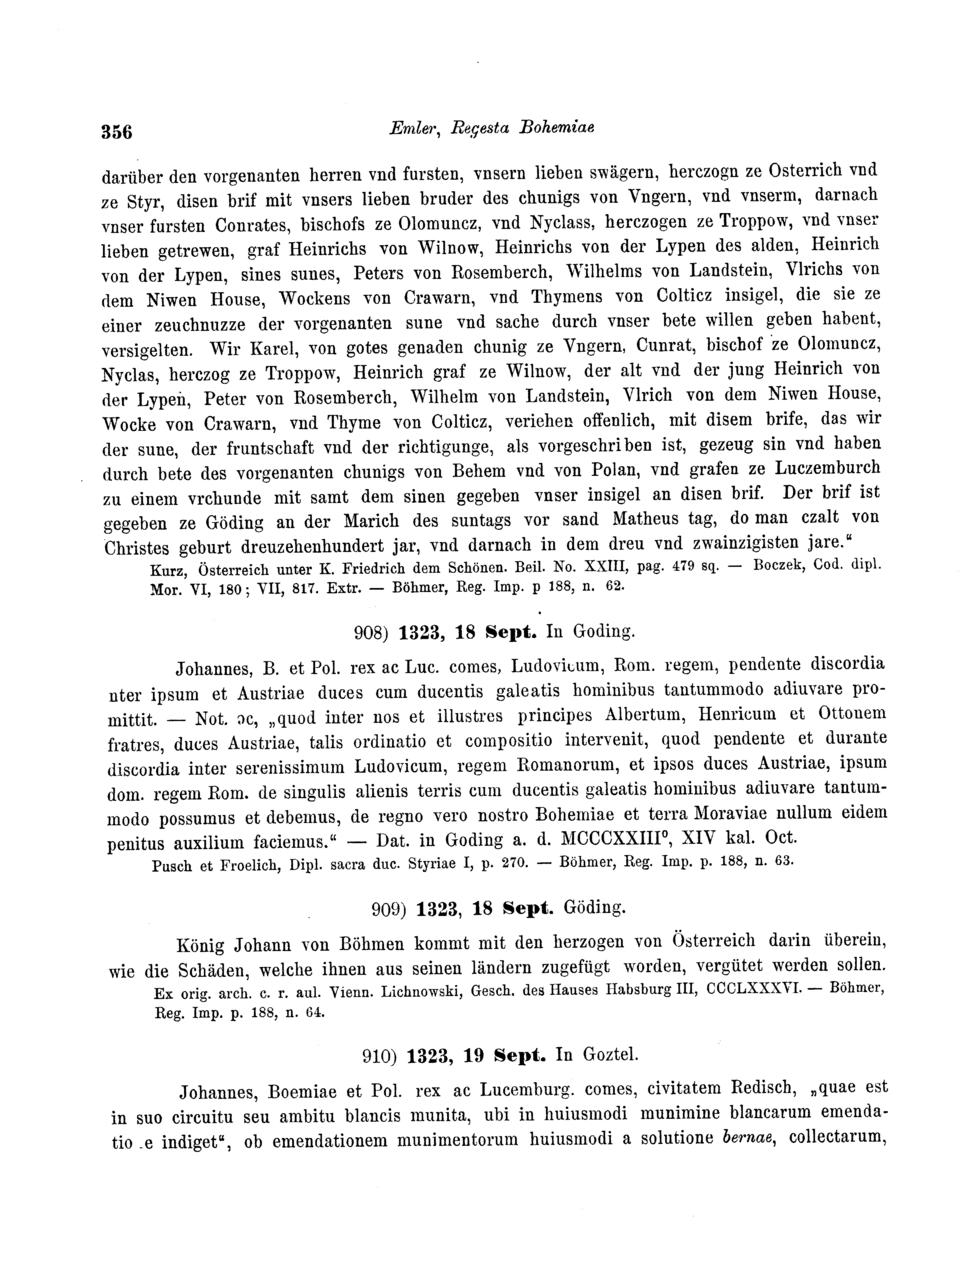 356 Emler, Regesta Bohemiae
darüber den vorgenanten herren vnd fursten, vnsern lieben swägern, herczogn ze Osterrich vnd
ze Styr, disen brif mit vnsers lieben bruder des chunigs von Vngern, vnd vnserm, darnach
vnser fursten Conrates, bischofs ze Olomuncz, vnd Nyclass, herczogen ze Troppow, vnd vnser
lieben getrewen, graf Heinrichs von Wilnow, Heinrichs von der Lypen des alden, Heinrich
von der Lypen, sines sunes, Peters von Rosemberch, Wilhelms von Landstein, Vlrichs von
dem Niwen House, Wockens von Crawarn, vnd Thymens von Colticz insigel, die sie ze
einer zeuchnuzze der vorgenanten sune vnd sache durch vnser bete willen geben habent,
versigelten. Wir Karel, von gotes genaden chunig ze Vngern, Cunrat, bischof ze Olomuncz,
Nyclas, herczog ze Troppow, Heinrich graf ze Wilnow, der alt vnd der jung Heinrich von
der Lypen, Peter von Rosemberch, Wilhelm von Landstein, Vlrich von dem Niwen House,
Wocke von Crawarn, vnd Thyme von Colticz, veriehen offenlich, mit disem brife, das wir
der sune, der fruntschaft vnd der richtigunge, als vorgeschriben ist, gezeug sin vnd haben
durch bete des vorgenanten chunigs von Behem vnd von Polan, vnd grafen ze Luczemburch
zu einem vrchunde mit samt dem sinen gegeben vnser insigel an disen brif. Der brif ist
gegeben ze Göding an der Marich des suntags vor sand Matheus tag, do man czalt von
Christes geburt dreuzehenhundert jar, vnd darnach in dem dreu vnd zwainzigisten jare.“
Kurz, Österreich unter K. Friedrich dem Schönen. Beil. No. XXIII, pag. 479 sq. — Boczek, Cod. dipl.
Mor. VI, 180; VII, 817. Extr. — Böhmer, Reg. Imp. p 188, n. 62.
908) 1323, 18 Sept. In Goding.
Johannes, B. et Pol. rex ac Luc. comes, Ludovicum, Rom. regem, pendente discordia
nter ipsum et Austriae duces cum ducentis galeatis hominibus tantummodo adiuvare pro-
mittit. — Not. ꝛc, „quod inter nos et illustres principes Albertum, Henricum et Ottonem
fratres, duces Austriae, talis ordinatio et compositio intervenit, quod pendente et durante
discordia inter serenissimum Ludovicum, regem Romanorum, et ipsos duces Austriae, ipsum
dom. regem Rom. de singulis alienis terris cum ducentis galeatis hominibus adiuvare tantum-
modo possumus et debemus, de regno vero nostro Bohemiae et terra Moraviae nullum eidem
penitus auxilium faciemus.“ — Dat. in Goding a. d. MCCCXXIII⁰, XIV kal. Oct.
Pusch et Froelich, Dipl. sacra duc. Styriae I, p. 270. — Böhmer, Reg. Imp. p. 188, n. 63.
909) 1323, 18 Sept. Göding.
König Johann von Böhmen kommt mit den herzogen von Österreich darin überein,
wie die Schäden, welche ihnen aus seinen ländern zugefügt worden, vergütet werden sollen.
Ex orig. arch. c. r. aul. Vienn. Lichnowski, Gesch. des Hauses Habsburg III, CCCLXXXVI. — Böhmer,
Reg. Imp. p. 188, n. 64.
910) 1323, 19 Sept. In Goztel.
Johannes, Boemiae et Pol. rex ac Lucemburg. comes, civitatem Redisch, „quae est
in suo circuitu seu ambitu blancis munita, ubi in huiusmodi munimine blancarum emenda-
tio e indiget“, ob emendationem munimentorum huiusmodi a solutione bernae, collectarum,